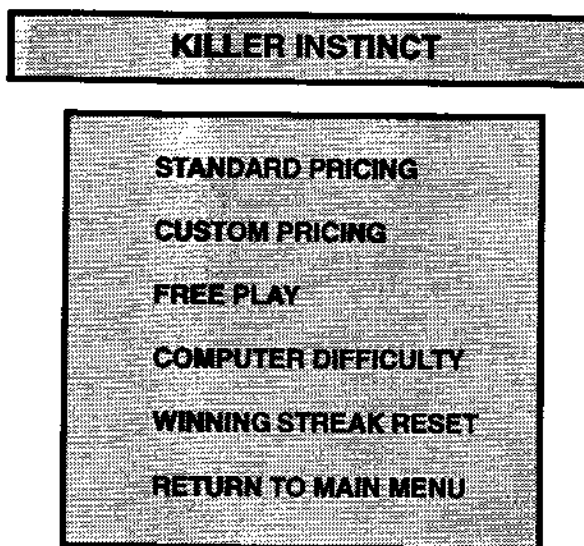 KILLER INSTINCT
STANDARD PRICING
CUSTOM PRICING
FREE PLAY
COMPUTER DIFFICULTY
WINNING STREAK RESET
RETURN TO MAIN MENU